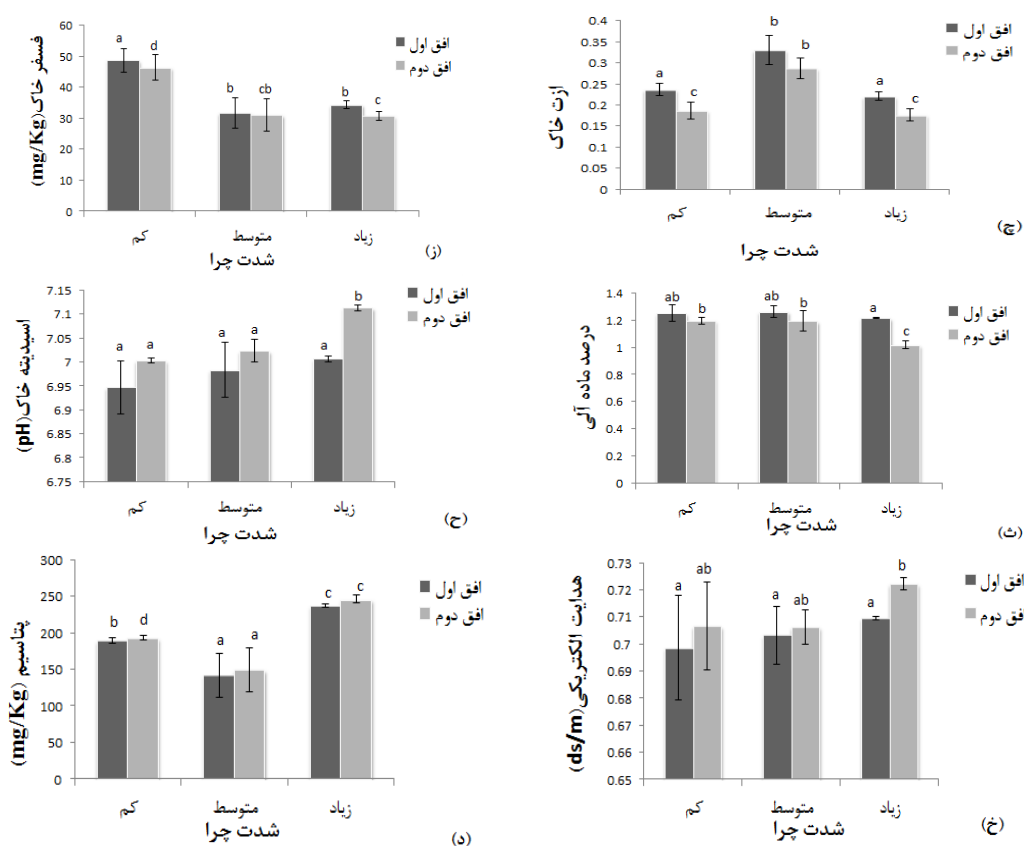 60
50
40
30
20
10
0
فسفر خاک(mg/Kg)
a
d
b
cb
b
c
افق اول
افق دوم
کم
متوسط
زیاد
شدت چرا
(ز)
0.4
0.35
0.3
0.25
0.2
0.15
0.1
0.05
0
ازت خاک
a
c
b
b
a
c
افق اول
افق دوم
کم
متوسط
زیاد
شدت چرا
(چ)
7.15
7.1
7.05
7
6.95
6.9
6.85
6.8
6.75
اسیدیته خاک(pH)
a
a
a
a
a
b
افق اول
افق دوم
کم
متوسط
زیاد
شدت چرا
(ح)
1.4
1.2
1
0.8
0.6
0.4
0.2
0
درصد ماده آلی
ab
b
ab
b
a
c
افق اول
افق دوم
کم
متوسط
زیاد
شدت چرا
(ث)
300
250
200
150
100
50
0
پتاسیم (mg/Kg)
b
d
a
a
c
c
افق اول
افق دوم
کم
متوسط
زیاد
شدت چرا
(د)
0.73
0.72
0.71
0.7
0.69
0.68
0.67
0.66
0.65
هدایت الکتریکی(ds/m)
a
ab
a
ab
a
b
افق اول
افق دوم
کم
متوسط
زیاد
شدت چرا
(خ)